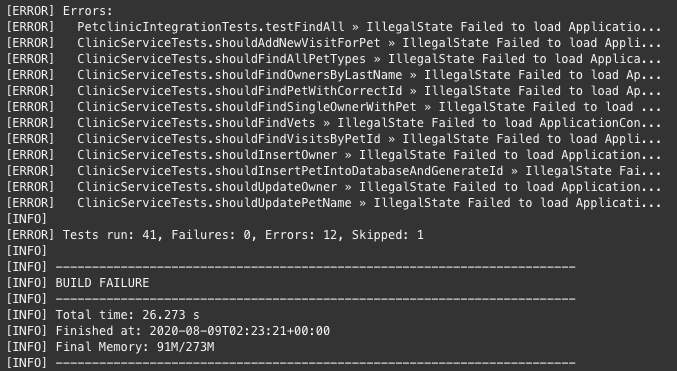 [ERROR] Errors:
[ERROR]   PetclinicIntegrationTests.testFindAll » IllegalState Failed to load Applicatio...
[ERROR]   ClinicServiceTests.shouldAddNewVisitForPet » IllegalState Failed to load Appli...
[ERROR]   ClinicServiceTests.shouldFindAllPetTypes » IllegalState Failed to load Applica...
[ERROR]   ClinicServiceTests.shouldFindOwnersByLastName » IllegalState Failed to load Ap...
[ERROR]   ClinicServiceTests.shouldFindPetWithCorrectId » IllegalState Failed to load Ap...
[ERROR]   ClinicServiceTests.shouldFindSingleOwnerWithPet » IllegalState Failed to load ...
[ERROR]   ClinicServiceTests.shouldFindVets » IllegalState Failed to load ApplicationCon...
[ERROR]   ClinicServiceTests.shouldFindVisitsByPetId » IllegalState Failed to load Appli...
[ERROR]   ClinicServiceTests.shouldInsertOwner » IllegalState Failed to load Application...
[ERROR]   ClinicServiceTests.shouldInsertPetIntoDatabaseAndGenerateId » IllegalState Fai...
[ERROR]   ClinicServiceTests.shouldUpdateOwner » IllegalState Failed to load Application...
[ERROR]   ClinicServiceTests.shouldUpdatePetName » IllegalState Failed to load Applicati...
[INFO]
[ERROR] Tests run: 41, Failures: 0, Errors: 12, Skipped: 1
[INFO]
[INFO] ------------------------------------------------------------------------
[INFO] BUILD FAILURE
[INFO] ------------------------------------------------------------------------
[INFO] Total time: 26.273 s
[INFO] Finished at: 2020-08-09T02:23:21+00:00
[INFO] Final Memory: 91M/273M
[INFO] ------------------------------------------------------------------------